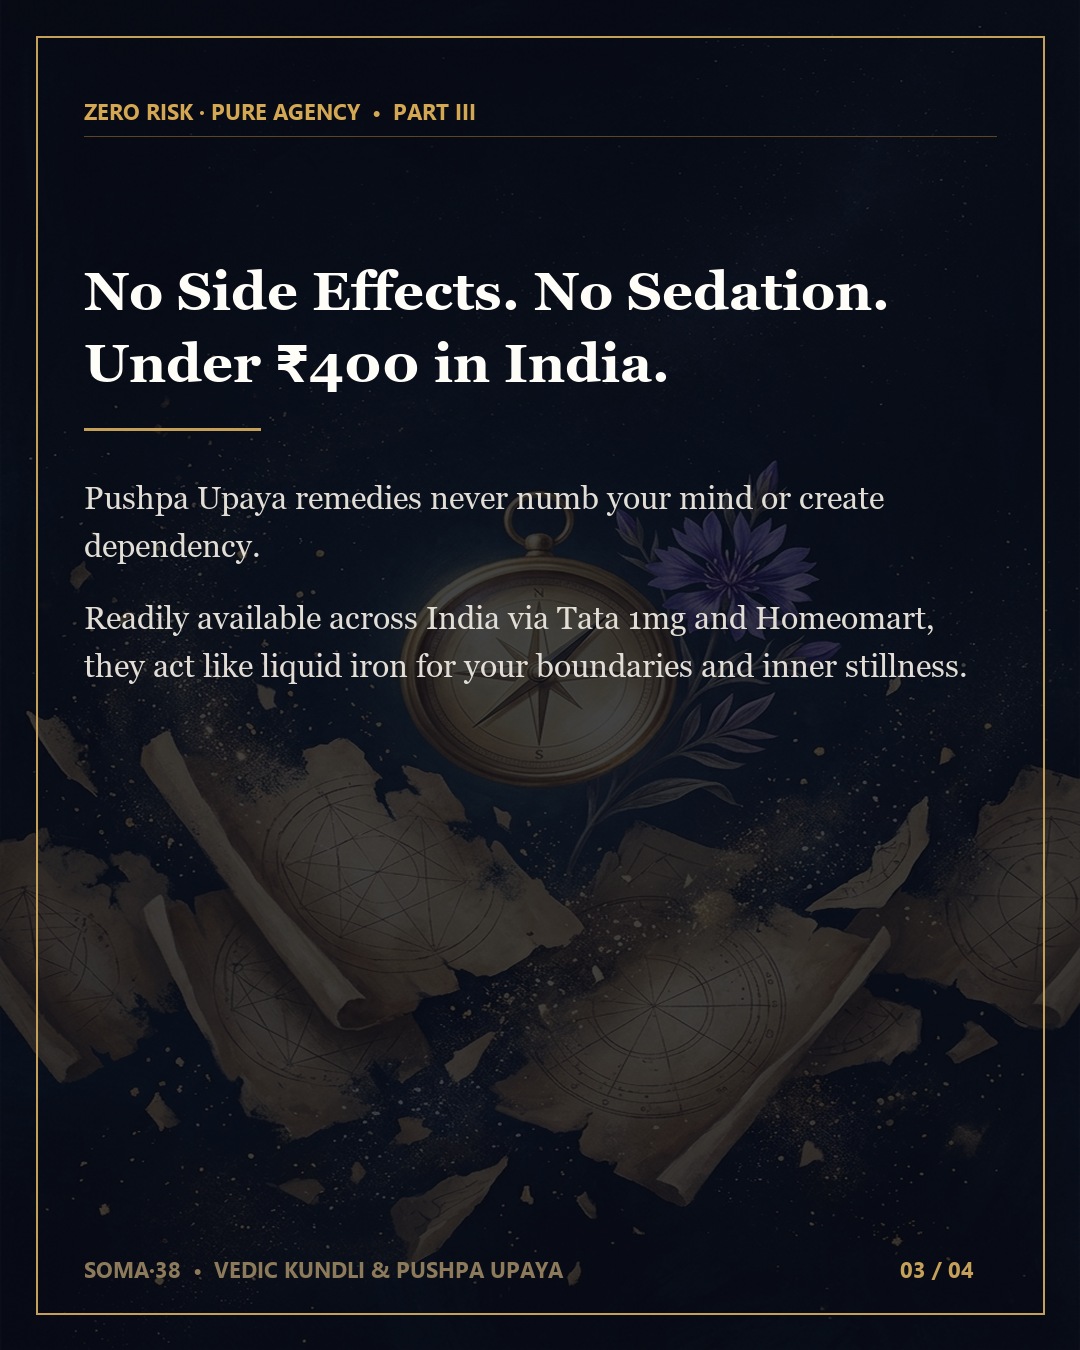 ZERO RISK · PURE AGENCY • PART III
No Side Effects. No Sedation.
Under ₹400 in India.
Pushpa Upaya remedies never numb your mind or create
dependency.
Readily available across India via Tata 1mg and Homeomart,
they act like liquid iron for your boundaries and inner stillness.
N
S
SOMA·38 • VEDIC KUNDLI & PUSHPA UPAYA
03 / 04